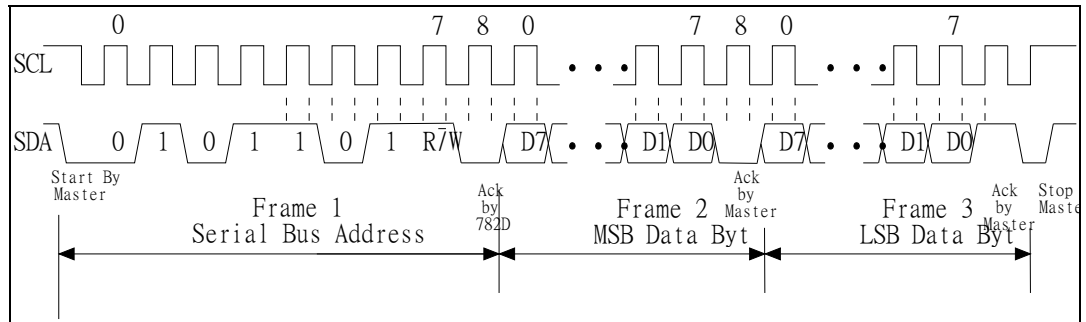 0 7 8 0 7 8 0 7
SCL
SDA 0 1 0 1 1 0 1 R/W D7 D1 D0 D7 D1 D0
Start By
Master
Ack
by
782D
Ack
by
Master
Ack
by
Master
Stop
Maste
Frame 1
Serial Bus Address
Frame 2
MSB Data Byt
Frame 3
LSB Data Byt